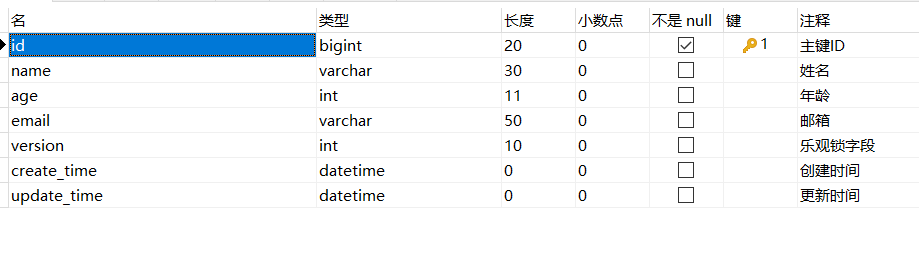 名 类型 长度 小数点 不是 null 键 注释
id bigint 20 0 1 主键ID
name varchar 30 0 姓名
age int 11 0 年龄
email varchar 50 0 邮箱
version int 10 0 乐观锁字段
create_time datetime 0 0 创建时间
update_time datetime 0 0 更新时间